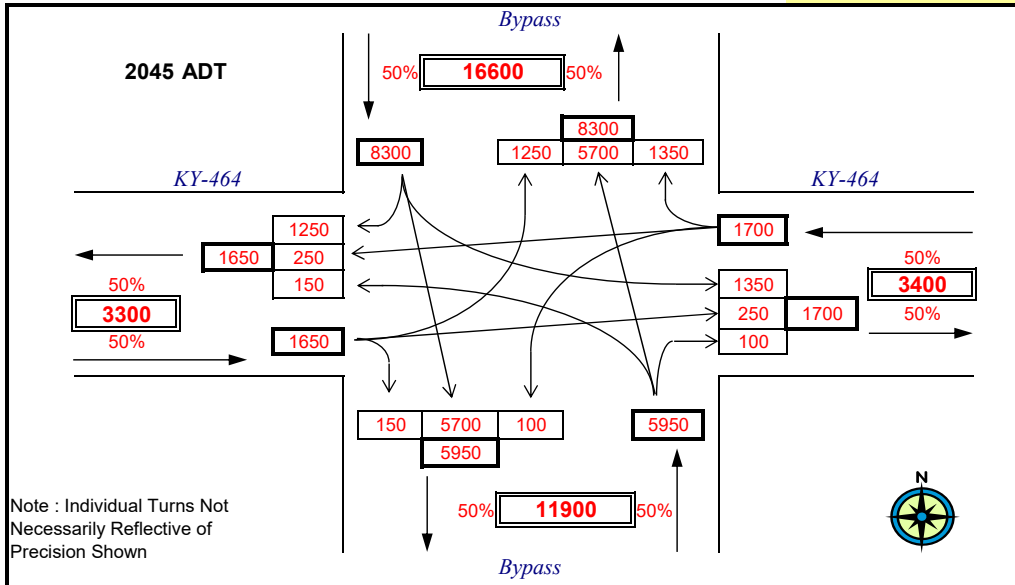 Bypass
2045 ADT
50% 16600 50%
8300
8300 1250 5700 1350
KY-464 KY-464
1250 1700
1650 250
50%
150 1350
50% 3400
3300 250 1700
50% 1650 50%
100
150 5700 100 5950
5950
N
Note : Individual Turns Not
Necessarily Reflective of
Precision Shown
50% 11900 50%
Bypass